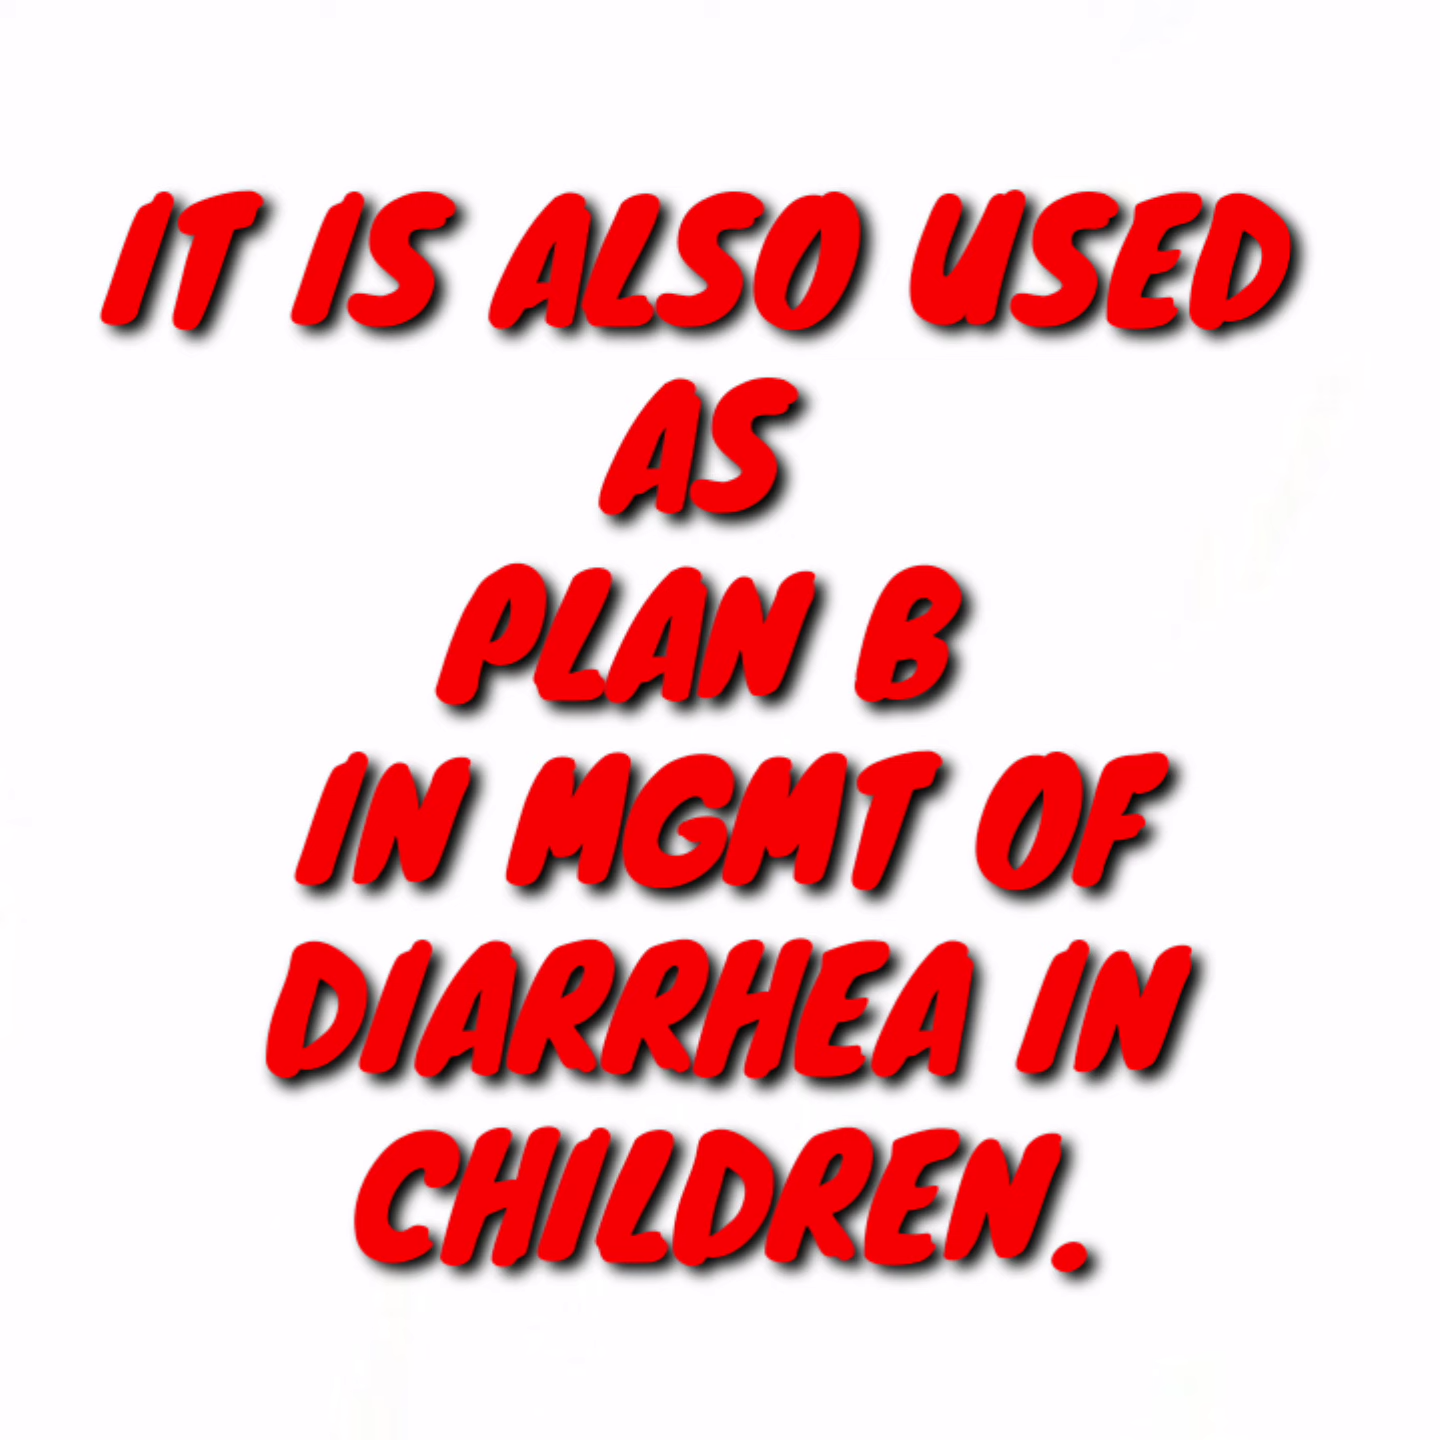 IT IS ALSO USED
AS
PLAN B
IN MGMT OF
DIARRHEA IN
CHILDREN.